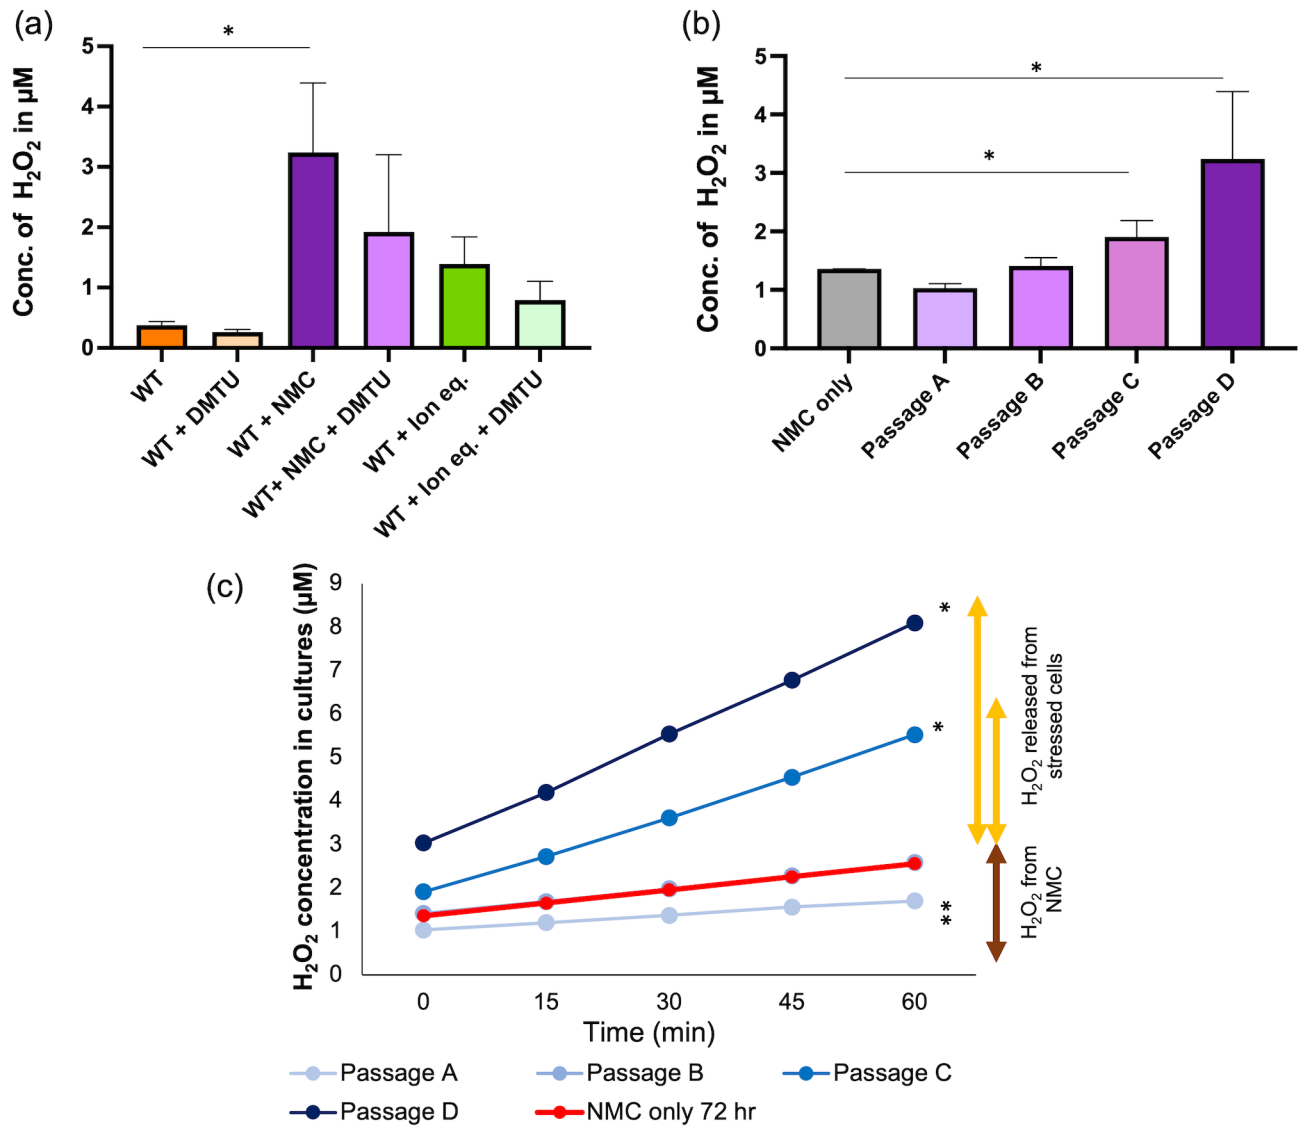 (a)
Conc. of H₂O₂ in µM
5
4
3
2
1
0
*
WT
WT + DMTU
WT + NMC
WT+ NMC + DMTU
WT + Ion eq.
WT + Ion eq. + DMTU
(b)
Conc. of H₂O₂ in µM
5
4
3
2
1
0
*
*
NMC only
Passage A
Passage B
Passage C
Passage D
(c)
H₂O₂ concentration in cultures (µM)
9
8
7
6
5
4
3
2
1
0
*
*
**
H₂O₂ released from
stressed cells
H₂O₂ from
NMC
0 15 30 45 60
Time (min)
Passage A Passage B Passage C
Passage D NMC only 72 hr